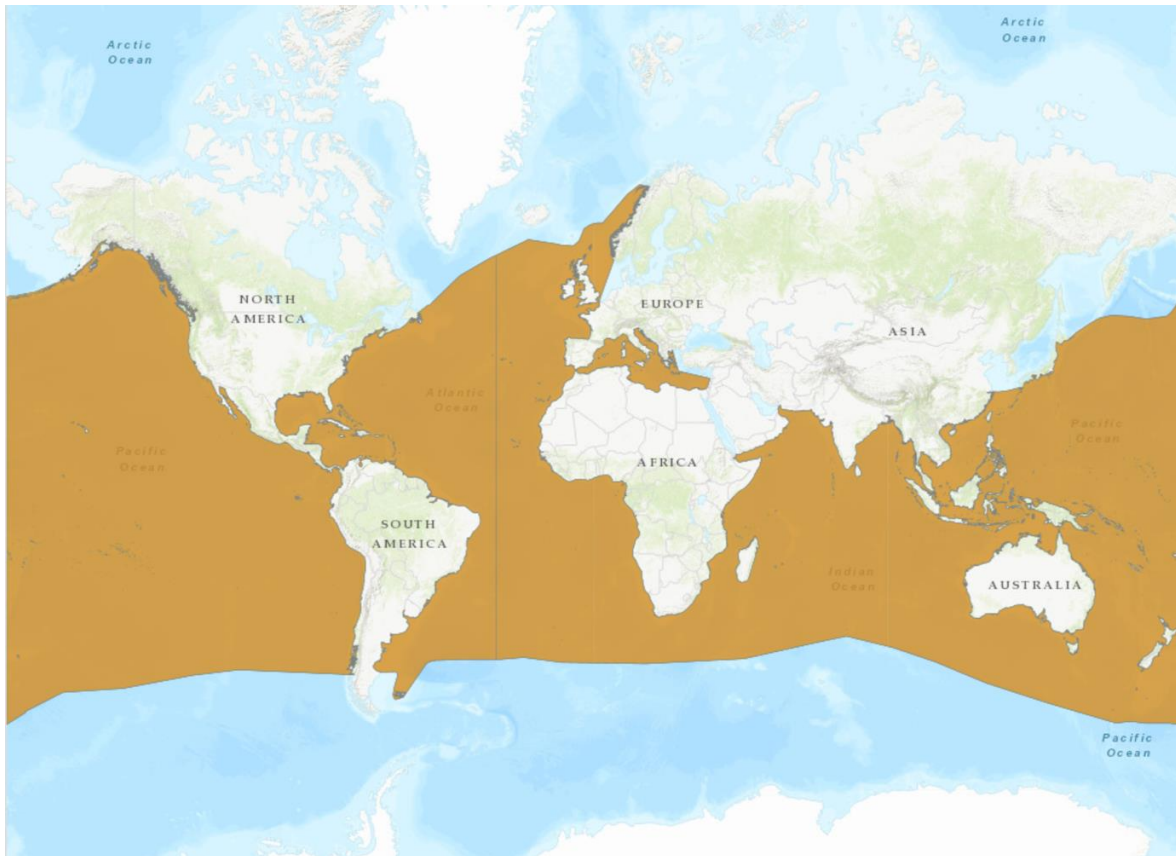 Arctic
Ocean
Arctic
Ocean
NORTH
AMERICA
EUROPE
ASIA
Atlantic
Ocean
Pacific
Ocean
Pacific
Ocean
AFRICA
SOUTH
AMERICA
Indian
Ocean
AUSTRALIA
Pacific
Ocean